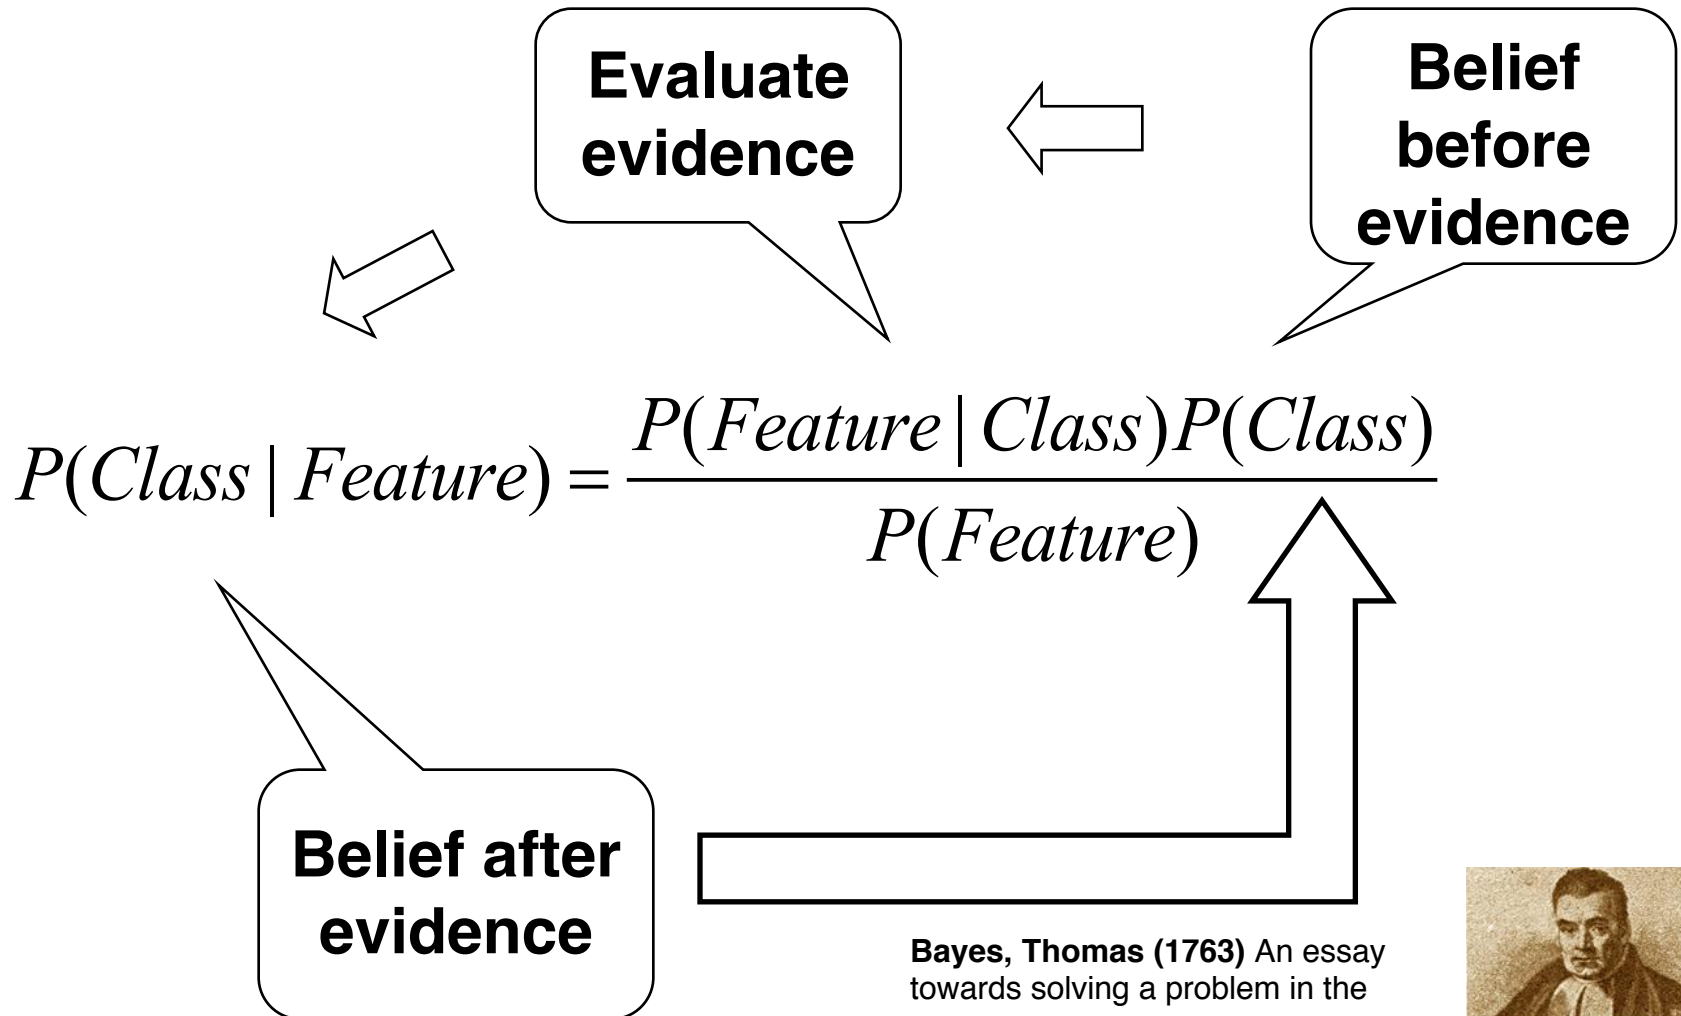 Evaluate
evidence
Belief
before
evidence
P(Class | Feature) = P(Feature | Class)P(Class)
P(Feature)
Belief after
evidence
Bayes, Thomas (1763) An essay
towards solving a problem in the